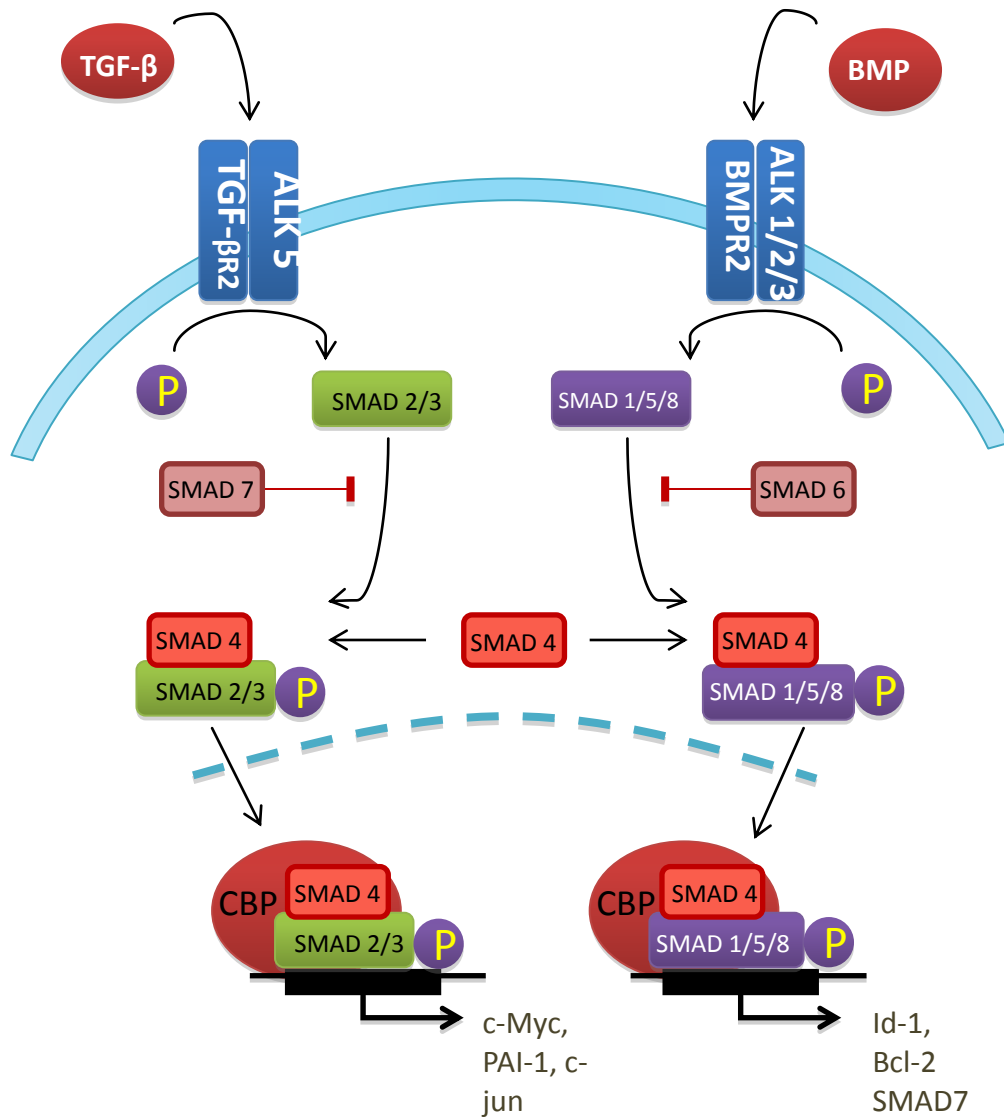 TGF-β
BMP
TGF-βR2
ALK 5
BMPR2
ALK 1/2/3
P
SMAD 2/3
SMAD 1/5/8
P
SMAD 7
SMAD 6
SMAD 4
SMAD 2/3
P
SMAD 4
SMAD 4
SMAD 1/5/8
P
CBP
SMAD 4
SMAD 2/3
P
CBP
SMAD 4
SMAD 1/5/8
P
c-Myc,
PAI-1, c-
jun
Id-1,
Bcl-2
SMAD7